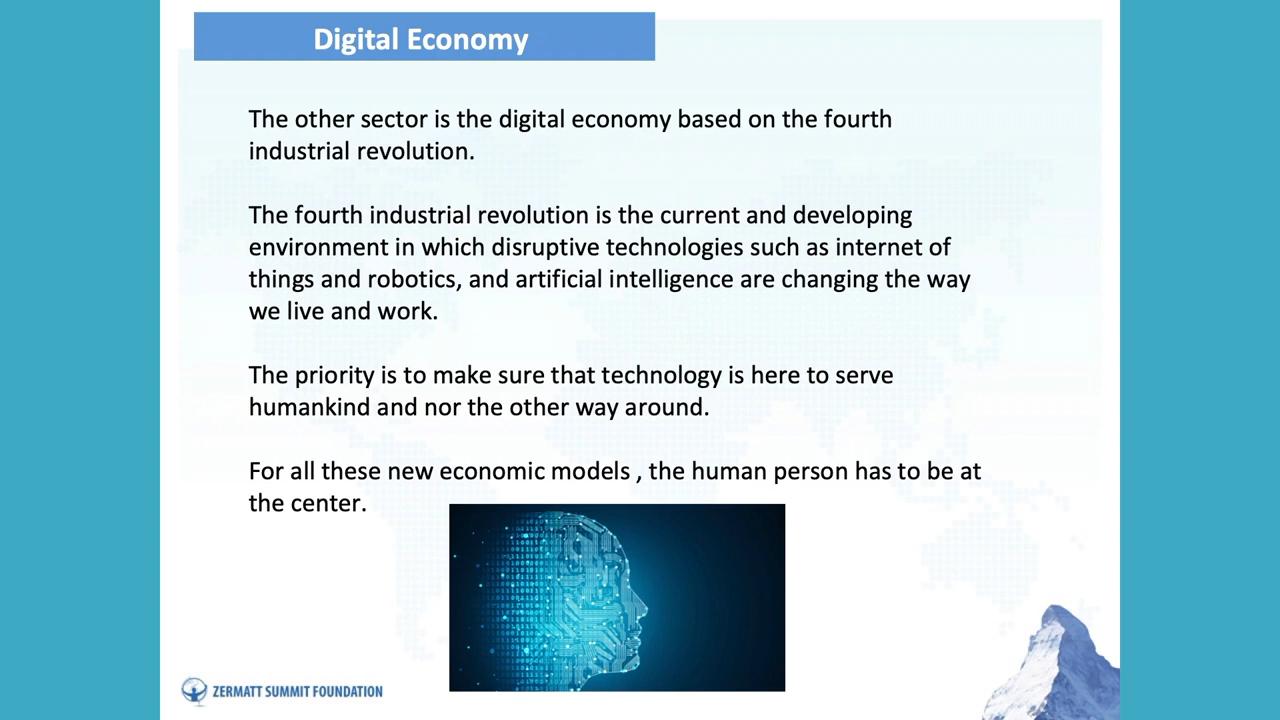 Digital Economy
The other sector is the digital economy based on the fourth
industrial revolution.
The fourth industrial revolution is the current and developing
environment in which disruptive technologies such as internet of
things and robotics, and artificial intelligence are changing the way
we live and work.
The priority is to make sure that technology is here to serve
humankind and nor the other way around.
For all these new economic models , the human person has to be at
the center.
ZERMATT SUMMIT FOUNDATION